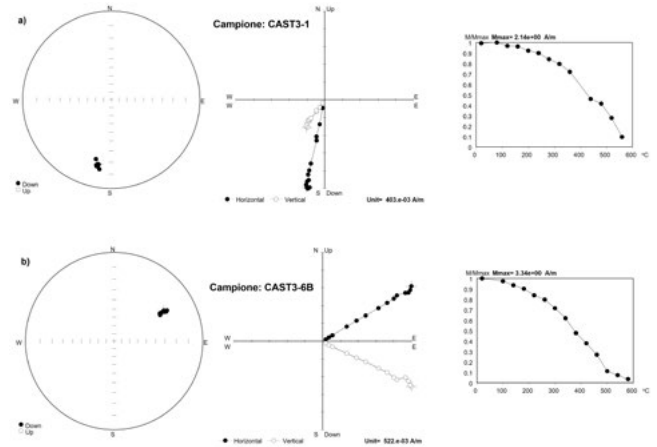 a)
Campione: CAST3-1
N
W
E
S
Down
Up
N Up
W
W
E
E
S Down
Horizontal Vertical Unit= 403.e-03 A/m
M/Mmax Mmax= 2.14e+00 A/m
1
0.9
0.8
0.7
0.6
0.5
0.4
0.3
0.2
0.1
0
0 100 200 300 400 500 600 °C
b)
Campione: CAST3-6B
N
W
E
S
Down
Up
N Up
W
W
E
E
S Down
Horizontal Vertical Unit= 522.e-03 A/m
M/Mmax Mmax= 3.34e+00 A/m
1
0.9
0.8
0.7
0.6
0.5
0.4
0.3
0.2
0.1
0
0 100 200 300 400 500 600 °C